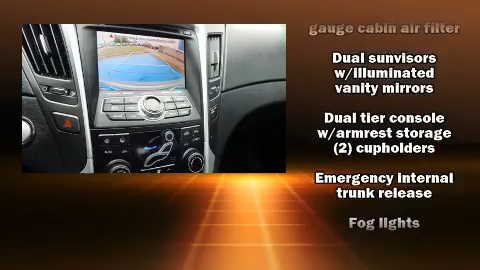 gauge cabin air filter
Dual sunvisors
w/illuminated
vanity mirrors
Dual tier console
w/armrest storage
(2) cupholders
Emergency internal
trunk release
Fog lights